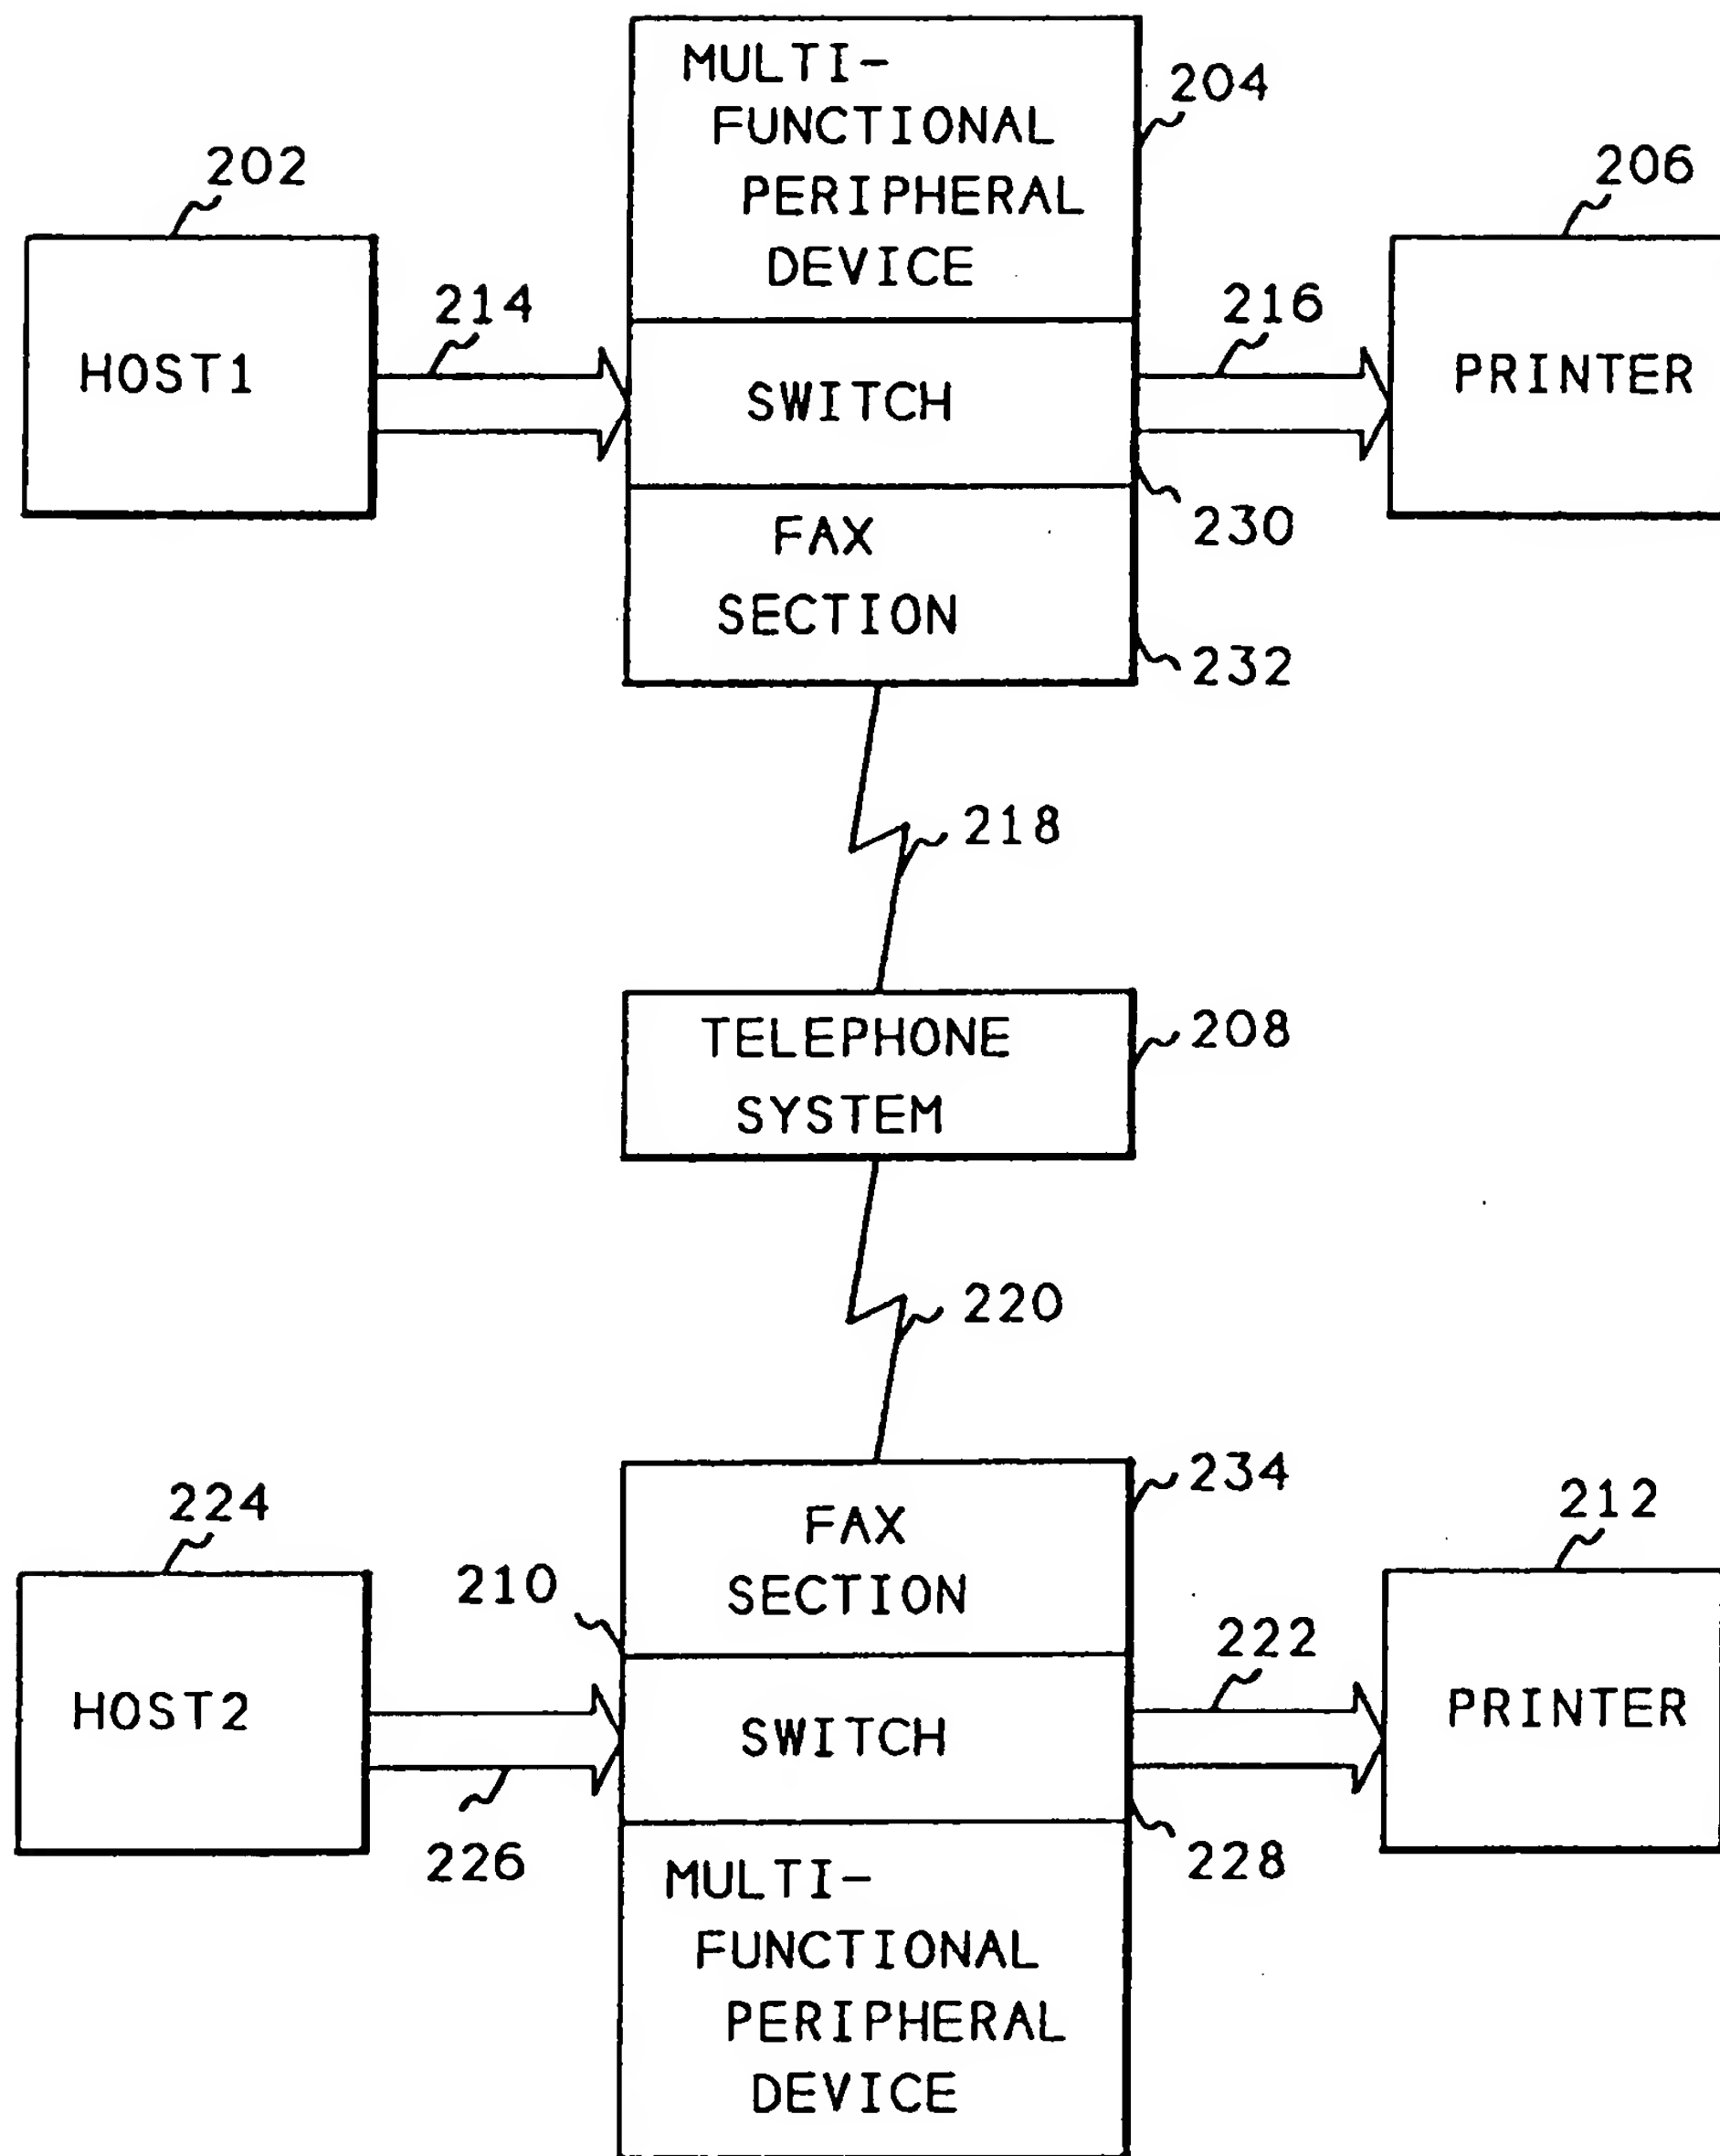 MULTI-
FUNCTIONAL
PERIPHERAL
DEVICE
204
202
206
214
216
HOST1
SWITCH
PRINTER
230
FAX
SECTION
232
218
TELEPHONE
SYSTEM
208
220
234
224
212
FAX
SECTION
210
222
HOST2
SWITCH
PRINTER
226
228
MULTI-
FUNCTIONAL
PERIPHERAL
DEVICE